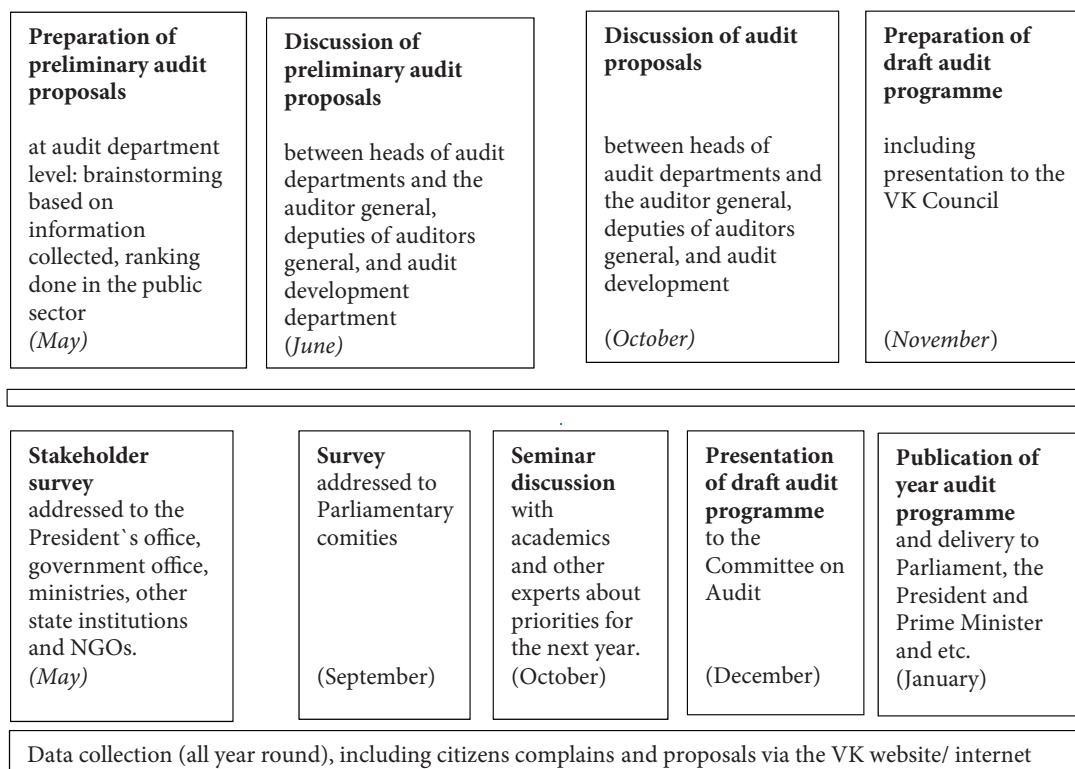 Preparation of
preliminary audit
proposals
at audit department
level: brainstorming
based on
information
collected, ranking
done in the public
sector
(May)
Discussion of
preliminary audit
proposals
between heads of audit
departments and the
auditor general,
deputies of auditors
general, and audit
development
department
(June)
Discussion of audit
proposals
between heads of
audit departments and
the auditor general,
deputies of auditors
general, and audit
development
(October)
Preparation of
draft audit
programme
including
presentation to the
VK Council
(November)
Stakeholder
survey
addressed to the
President`s office,
government office,
ministries, other
state institutions
and NGOs.
(May)
Survey
addressed to
Parliamentary
comities
(September)
Seminar
discussion
with
academics
and other
experts about
priorities for
the next year.
(October)
Presentation
of draft audit
programme
to the
Committee on
Audit
(December)
Publication of
year audit
programme
and delivery to
Parliament, the
President and
Prime Minister
and etc.
(January)
Data collection (all year round), including citizens complains and proposals via the VK website/ internet